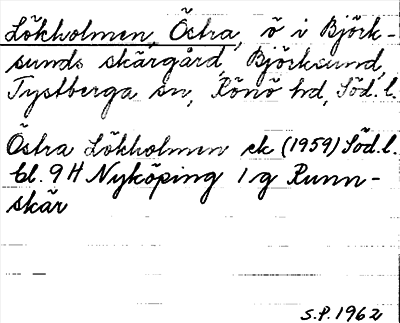 Lökholmen, Östra, ö i Björk-
sunds skärgård, Björksund,
Tystberga sn, Rönö hd, Söd.l.
Östra Lökholmen ek (1959) Söd.l.
bl. 9 H Nyköping 1 g Runn-
skär
S.P. 1962